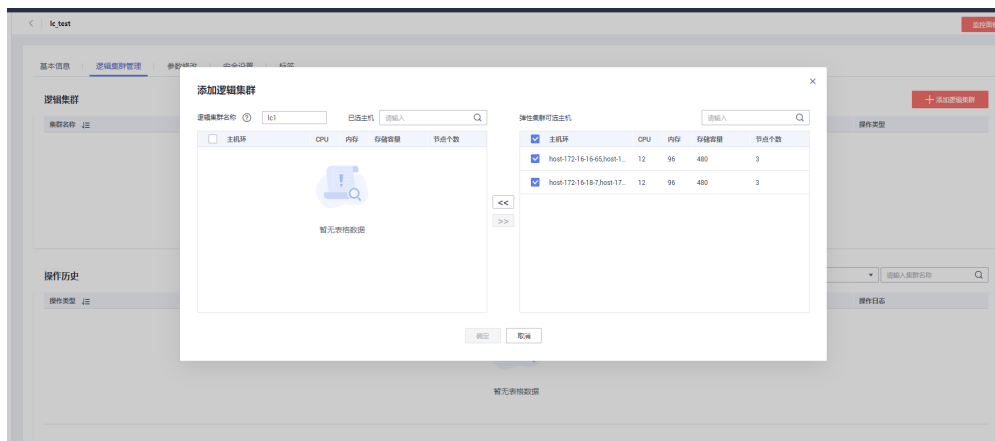 lc_test
监控面
基本信息 逻辑集群管理 参数修改 安全设置 标签
逻辑集群
添加逻辑集群
集群名称
操作类型
添加逻辑集群
×
逻辑集群名称 lc1 已选主机 请输入
弹性集群可选主机 请输入
主机环 CPU 内存 存储容量 节点个数
主机环 CPU 内存 存储容量 节点个数
host-172-16-16-65,host-1... 12 96 480 3
host-172-16-18-7,host-17... 12 96 480 3
<<
>>
暂无表格数据
确定 取消
操作历史
请输入集群名称
操作类型
操作日志
暂无表格数据